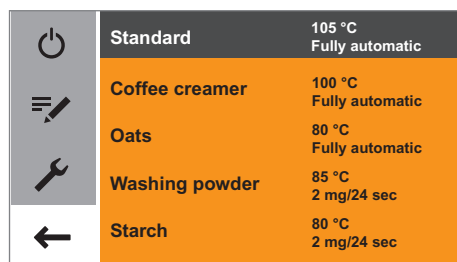 Standard 105 °C
Fully automatic
Coffee creamer 100 °C
Fully automatic
Oats 80 °C
Fully automatic
Washing powder 85 °C
2 mg/24 sec
Starch 80 °C
2 mg/24 sec